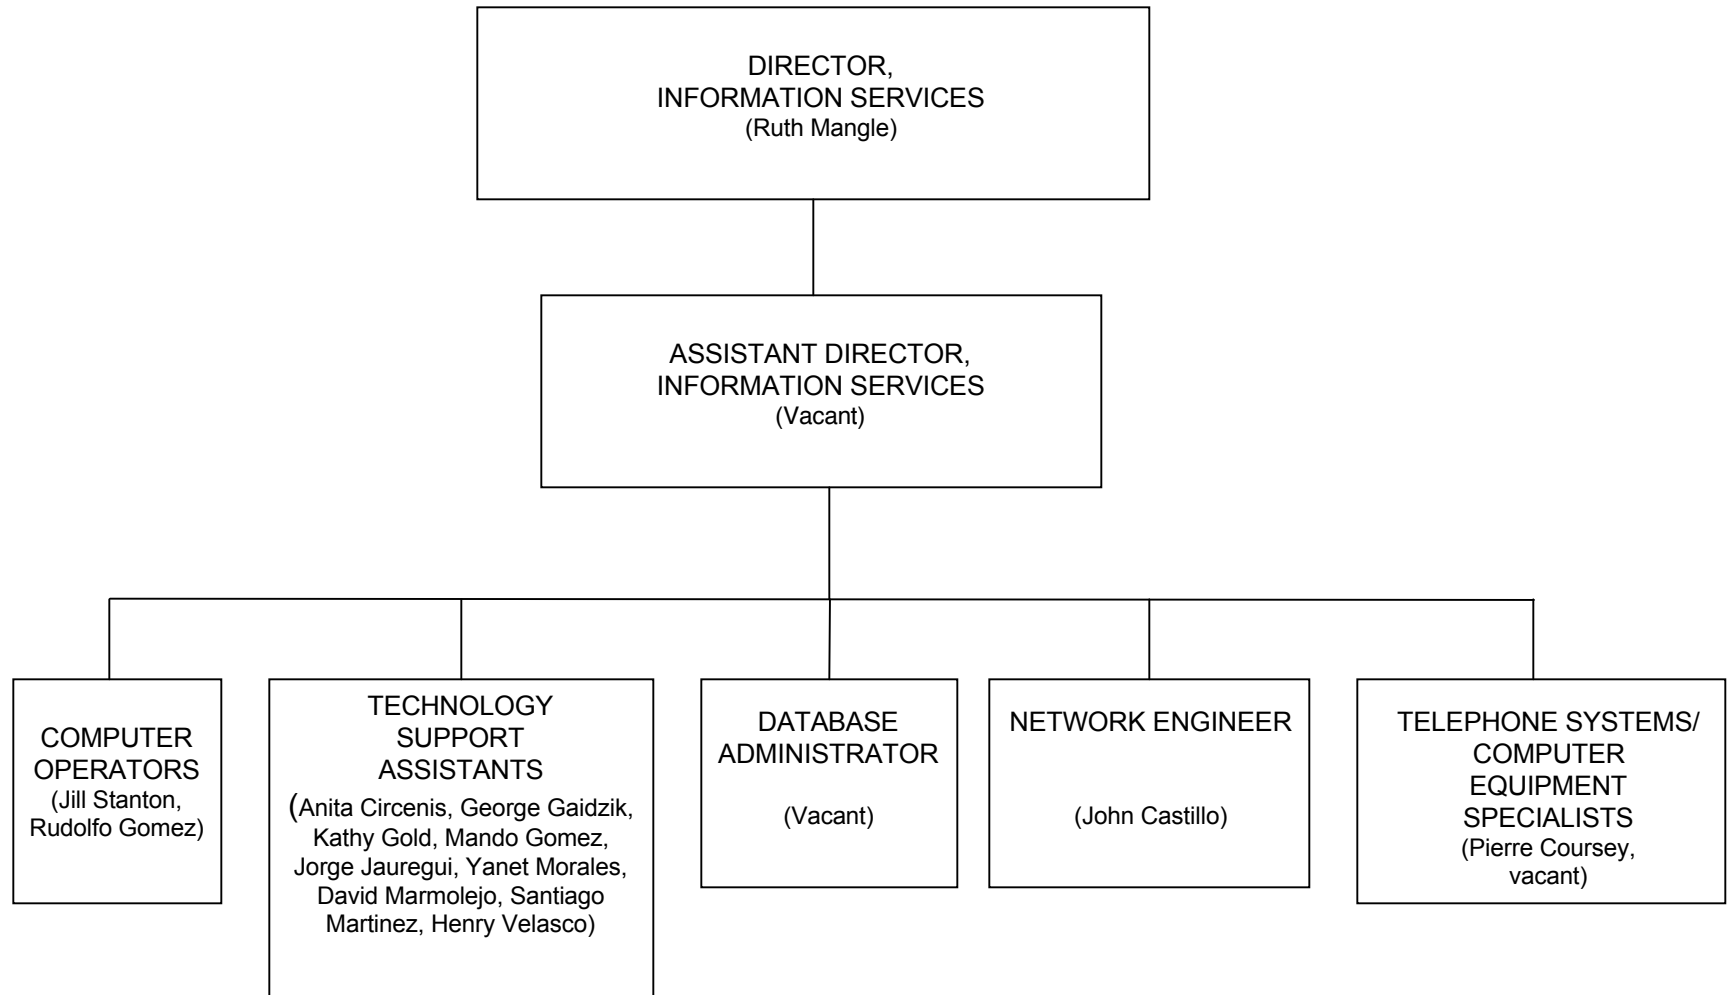 DIRECTOR,
INFORMATION SERVICES
(Ruth Mangle)
ASSISTANT DIRECTOR,
INFORMATION SERVICES
(Vacant)
COMPUTER
OPERATORS
(Jill Stanton,
Rudolfo Gomez)
TECHNOLOGY
SUPPORT
ASSISTANTS
(Anita Circenis, George Gaidzik,
Kathy Gold, Mando Gomez,
Jorge Jauregui, Yanet Morales,
David Marmolejo, Santiago
Martinez, Henry Velasco)
DATABASE
ADMINISTRATOR
(Vacant)
NETWORK ENGINEER
(John Castillo)
TELEPHONE SYSTEMS/
COMPUTER
EQUIPMENT
SPECIALISTS
(Pierre Coursey,
vacant)